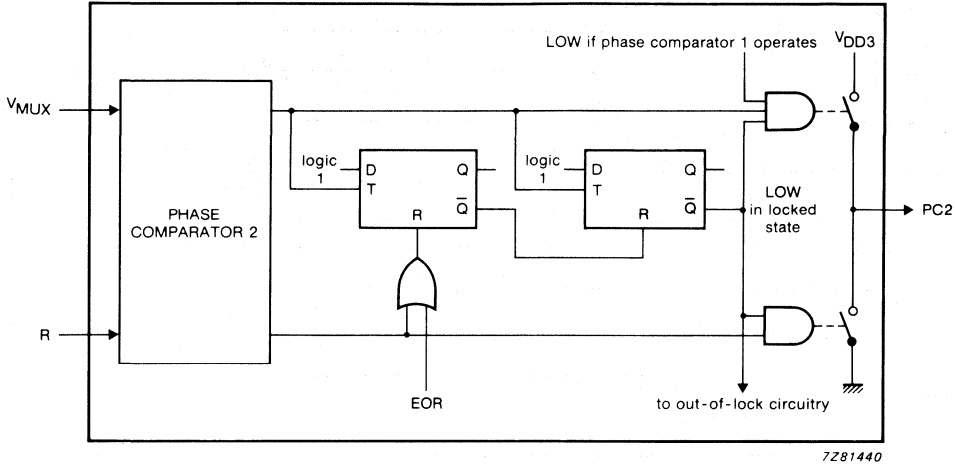 LOW if phase comparator 1 operates
VDD3
VMUX
logic
1
D
Q
T
R
Q
logic
1
D
Q
T
R
Q
LOW
in locked
state
PC2
PHASE
COMPARATOR 2
R
EOR
to out-of-lock circuitry
7Z81440